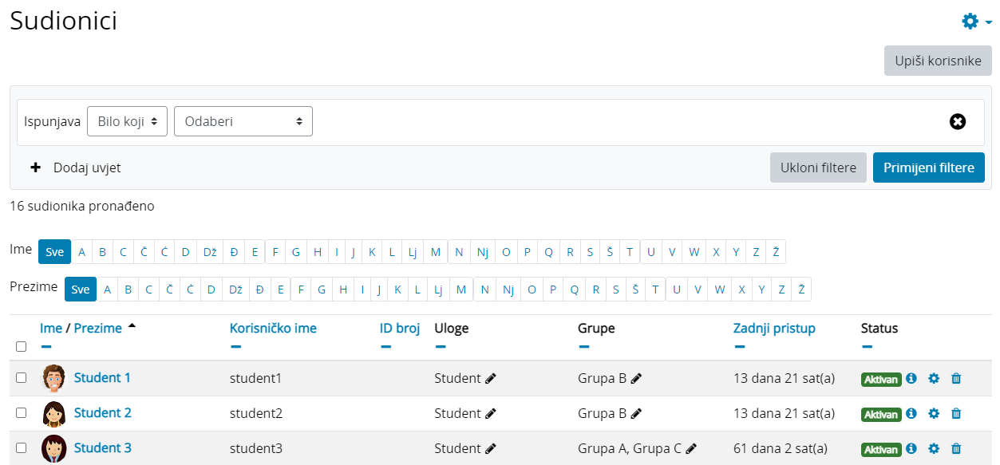 Sudionici
Upiši korisnike
Ispunjava Bilo koji Odaberi
Dodaj uvjet Ukloni filtere Primijeni filtere
16 sudionika pronađeno
Ime Sve A B C Č Ć D Dž Đ E F G H I J K L Lj M N Nj O P Q R S Š T U V W X Y Z Ž
Prezime Sve A B C Č Ć D Dž Đ E F G H I J K L Lj M N Nj O P Q R S Š T U V W X Y Z Ž
Ime / Prezime Korisničko ime ID broj Uloge Grupe Zadnji pristup Status
Student 1 student1 Student Grupa B 13 dana 21 sat(a) Aktivan
Student 2 student2 Student Grupa B 13 dana 21 sat(a) Aktivan
Student 3 student3 Student Grupa A, Grupa C 61 dana 2 sat(a) Aktivan